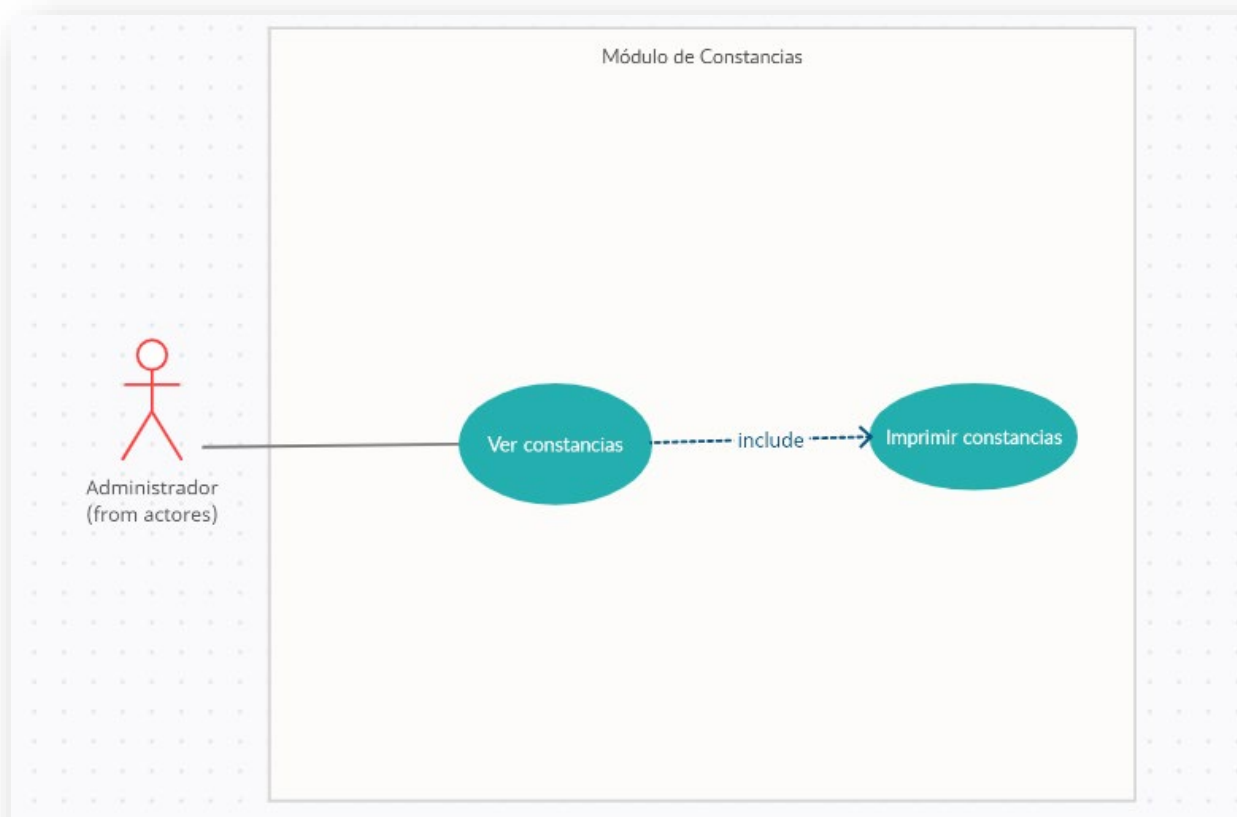 Módulo de Constancias
Ver constancias
include
Imprimir constancias
Administrador
(from actores)